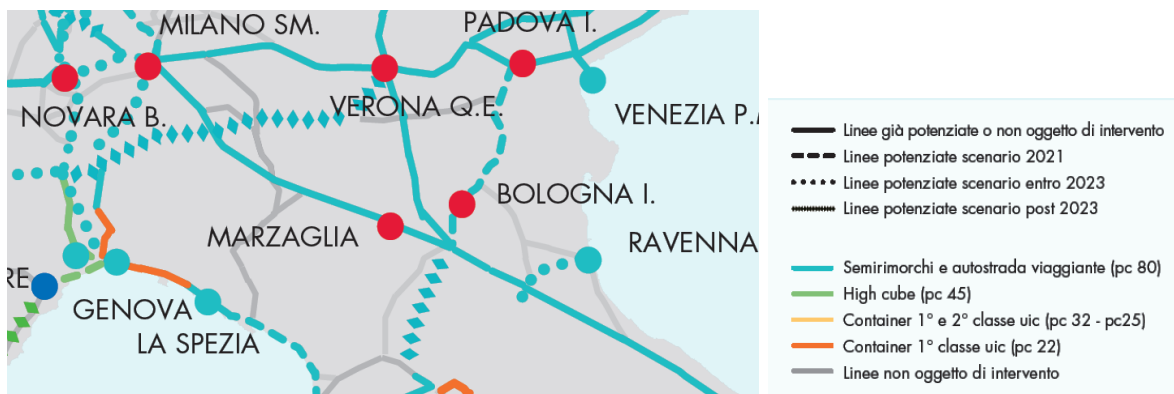 MILANO SM.
PADOVA I.
NOVARA B.
VERONA Q.E.
VENEZIA P.
BOLOGNA I.
MARZAGLIA
RAVENNA
RE
GENOVA
LA SPEZIA
Linee già potenziate o non oggetto di intervento
Linee potenziate scenario 2021
Linee potenziate scenario entro 2023
Linee potenziate scenario post 2023
Semirimorchi e autostrada viaggiante (pc 80)
High cube (pc 45)
Container 1° e 2° classe uic (pc 32 - pc25)
Container 1° classe uic (pc 22)
Linee non oggetto di intervento